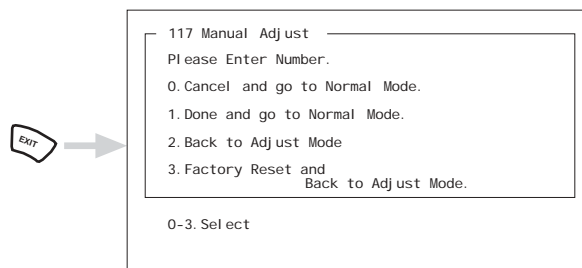 117 Manual Adjust
Please Enter Number.
0.Cancel and go to Normal Mode.
1.Done and go to Normal Mode.
2.Back to Adjust Mode
3.Factory Reset and
Back to Adjust Mode.
EXIT
0-3.Select